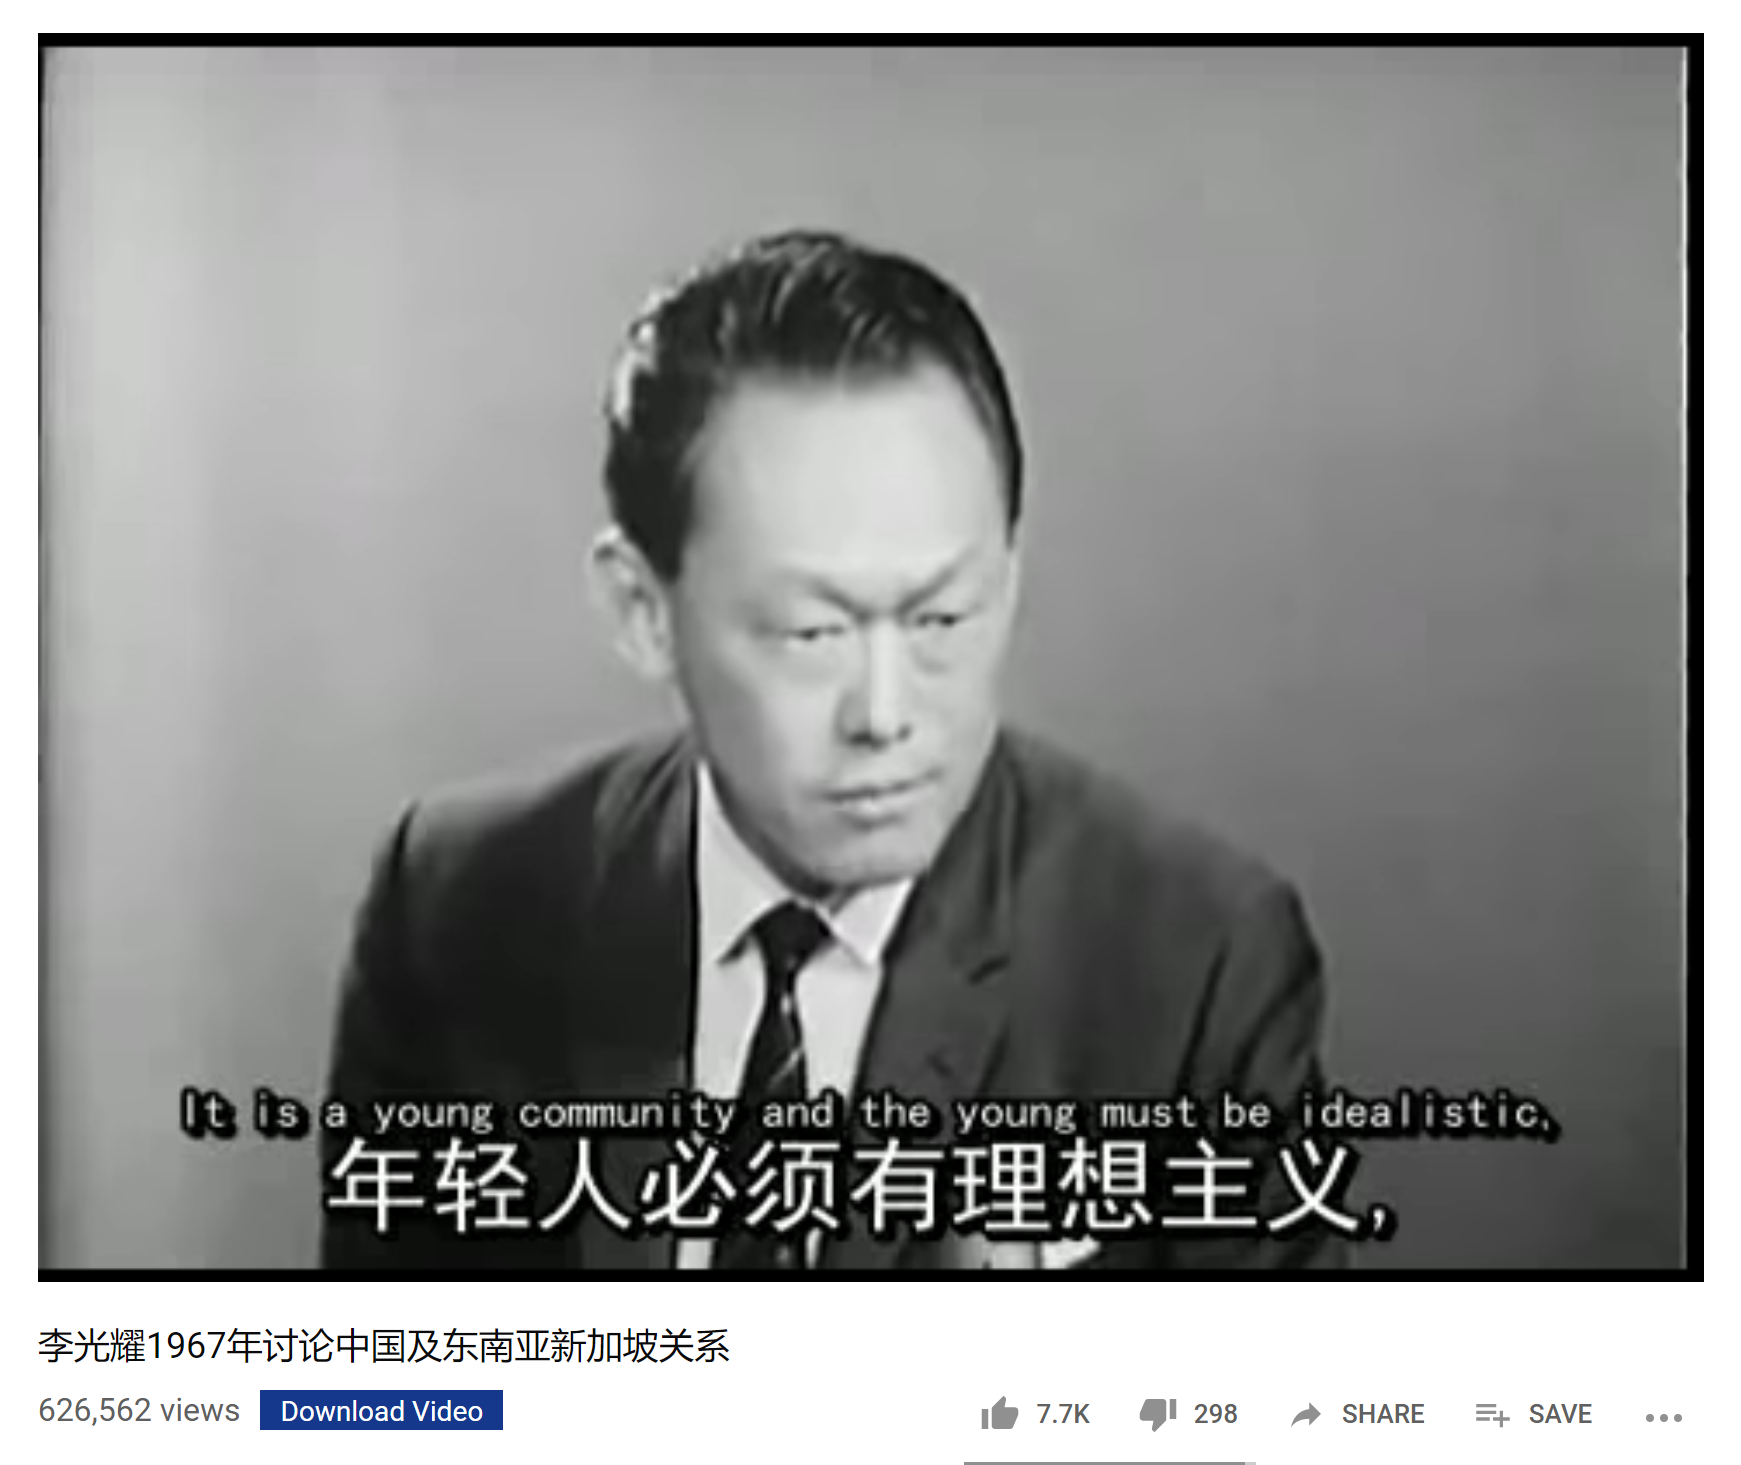 It is a young community and the young must be idealistic,
年轻人必须有理想主义,
李光耀1967年讨论中国及东南亚新加坡关系
626,562 views Download Video 7.7K 298 SHARE SAVE